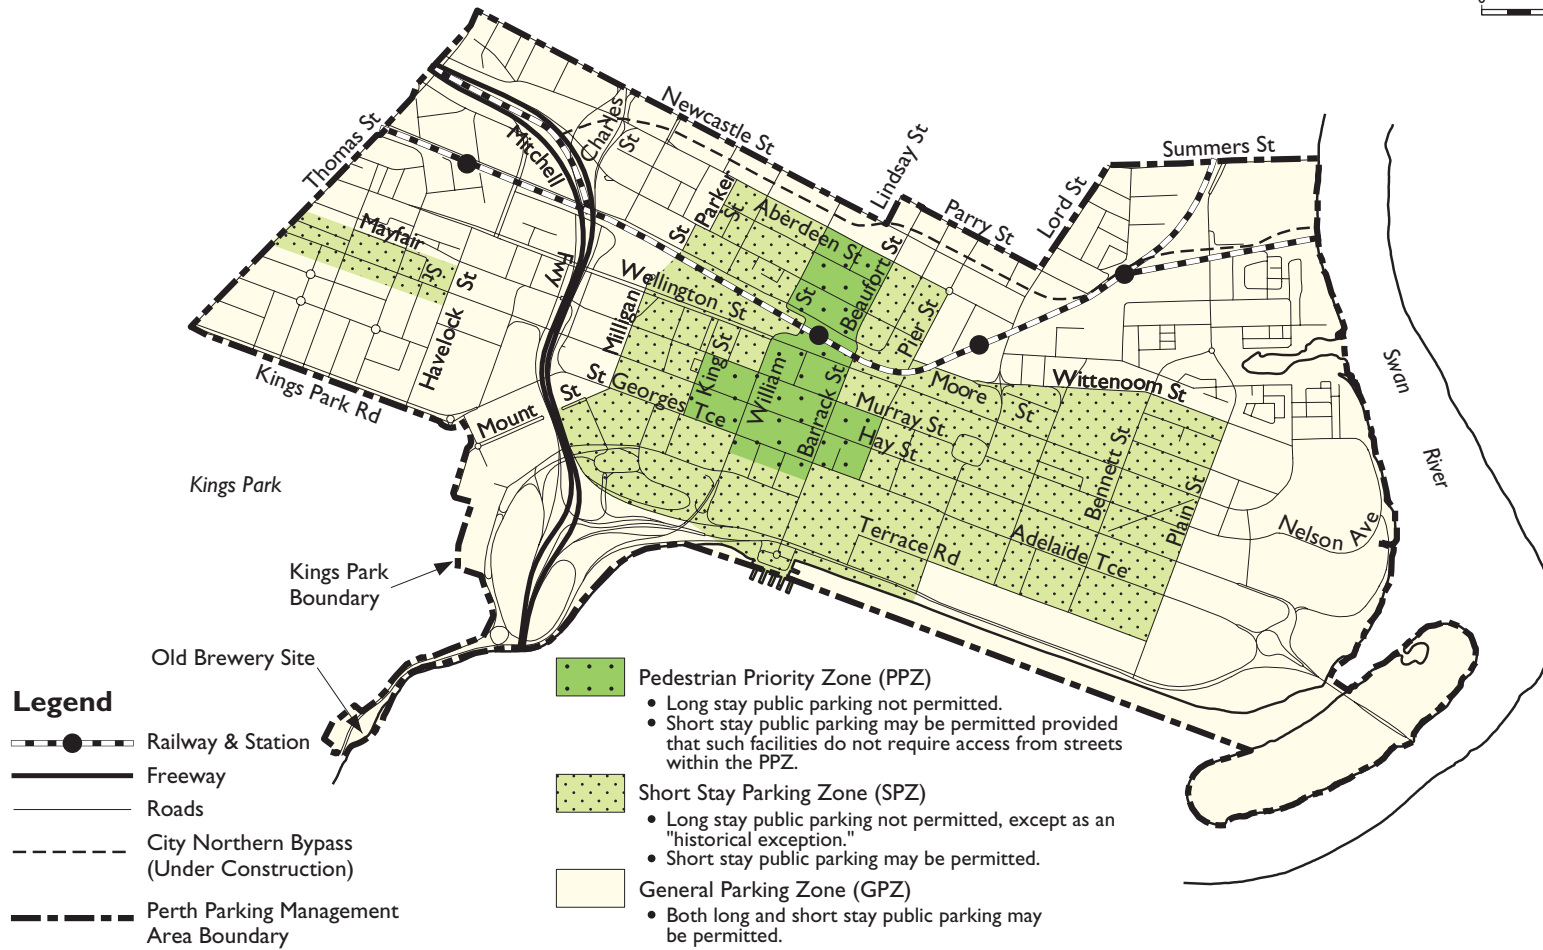 0
Newcastle St
Charles
St
Mitchell
Fwy
Thomas St
Mayfair
St
Havelock
St
Kings Park Rd
Parker
St
St
Aberdeen St
Lindsay St
Parry St
Lord St
Summers St
Wellington St
Milligan
St
Beaufort St
St
Pier St
King St
William
Barrack St
St Georges Tce
Mount St
Murray St.
Hay St
Moore St
Wittenoom St
Bennett St
Plain St
Terrace Rd
Adelaide Tce
Nelson Ave
Swan
River
Kings Park
Kings Park
Boundary
Old Brewery Site
Legend
Railway & Station
Freeway
Roads
City Northern Bypass
(Under Construction)
Perth Parking Management
Area Boundary
Pedestrian Priority Zone (PPZ)
• Long stay public parking not permitted.
• Short stay public parking may be permitted provided
that such facilities do not require access from streets
within the PPZ.
Short Stay Parking Zone (SPZ)
• Long stay public parking not permitted, except as an
"historical exception."
• Short stay public parking may be permitted.
General Parking Zone (GPZ)
• Both long and short stay public parking may
be permitted.